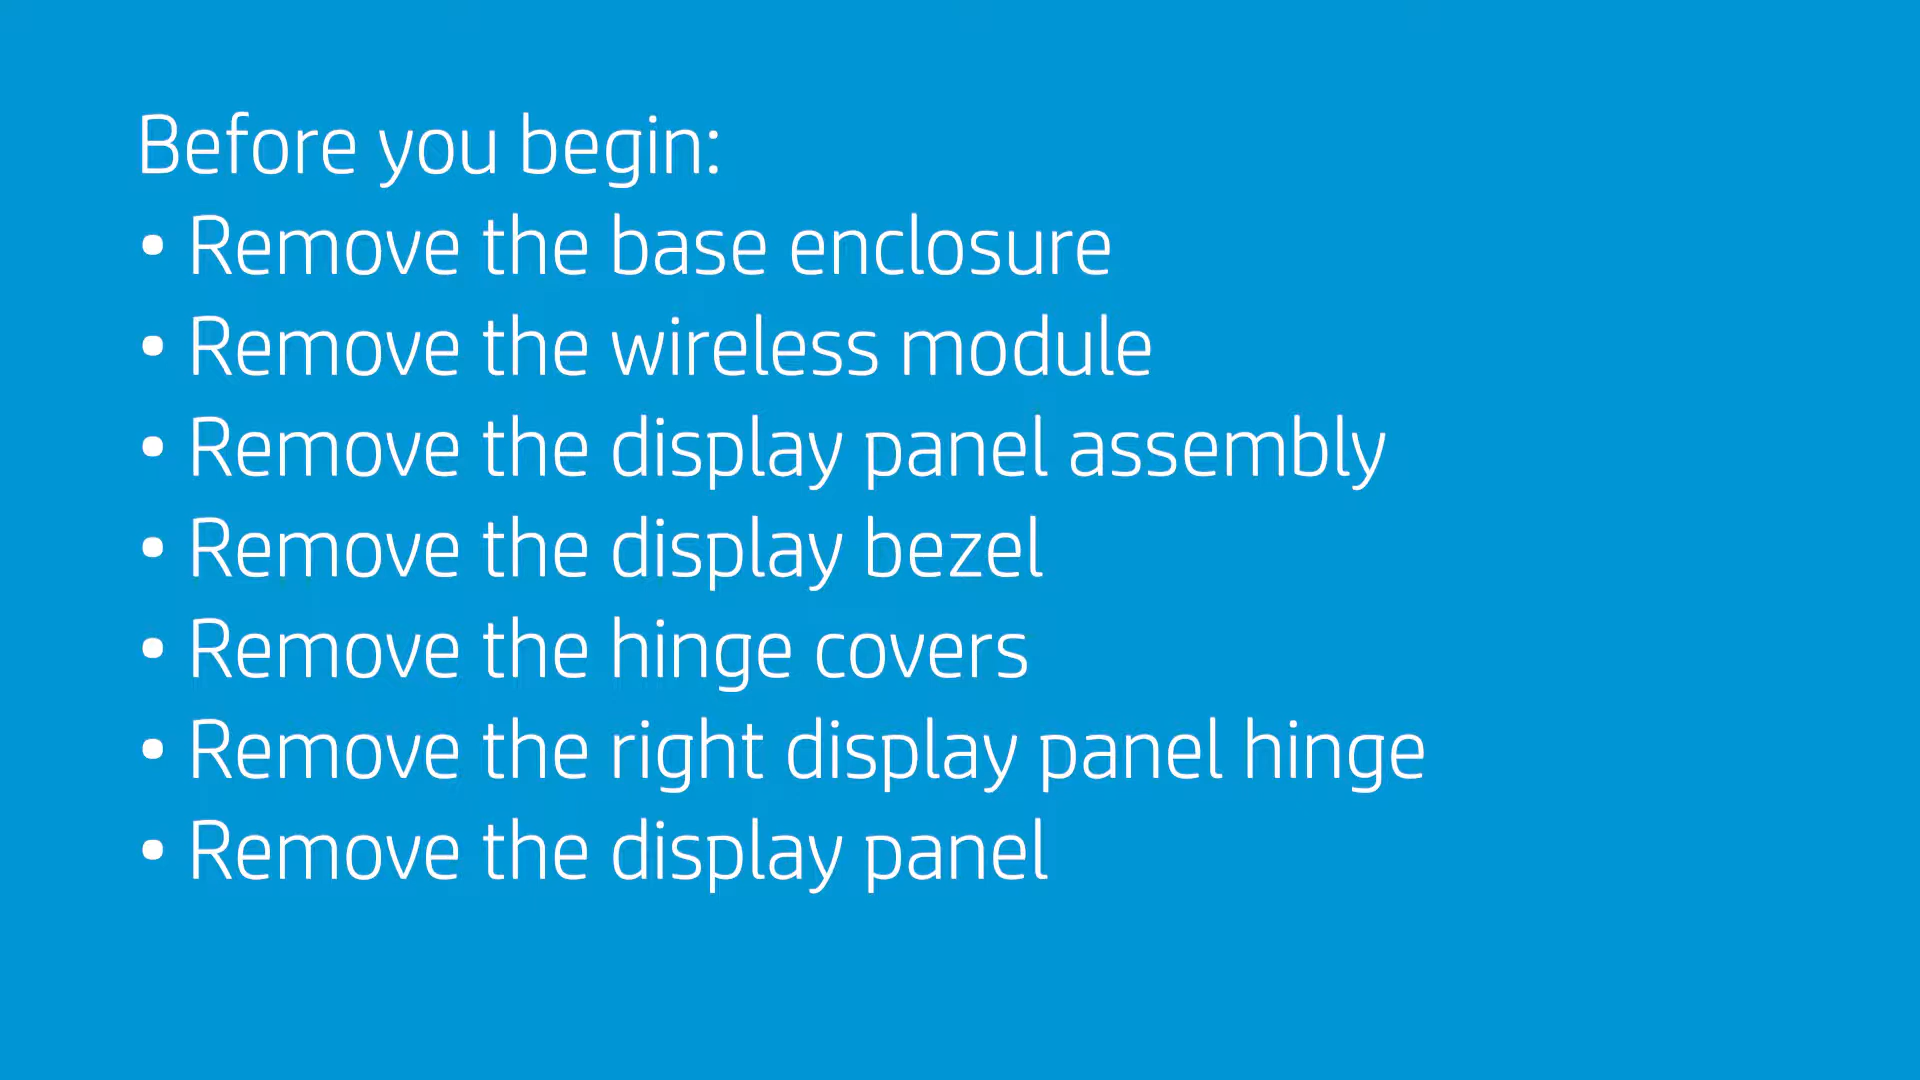 Before you begin:
• Remove the base enclosure
• Remove the wireless module
• Remove the display panel assembly
• Remove the display bezel
• Remove the hinge covers
• Remove the right display panel hinge
• Remove the display panel